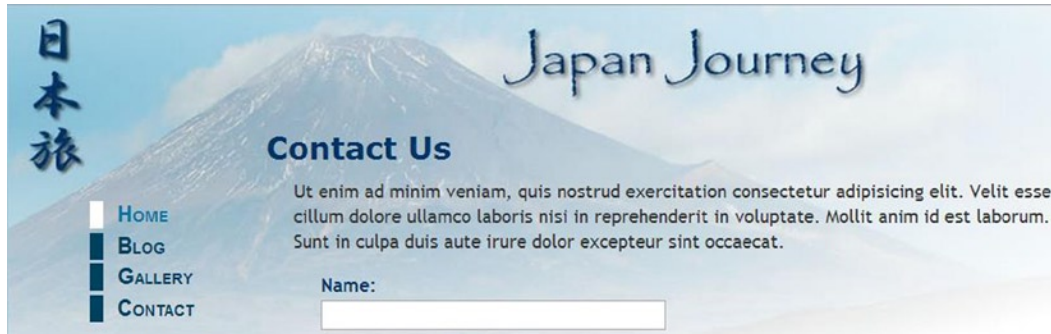 日本旅
Japan Journey
Contact Us
Ut enim ad minim veniam, quis nostrud exercitation consectetur adipisicing elit. Velit esse
cillum dolore ullamco laboris nisi in reprehenderit in voluptate. Mollit anim id est laborum.
Sunt in culpa duis aute irure dolor excepteur sint occaecat.
Home
Blog
Gallery
Contact
Name: